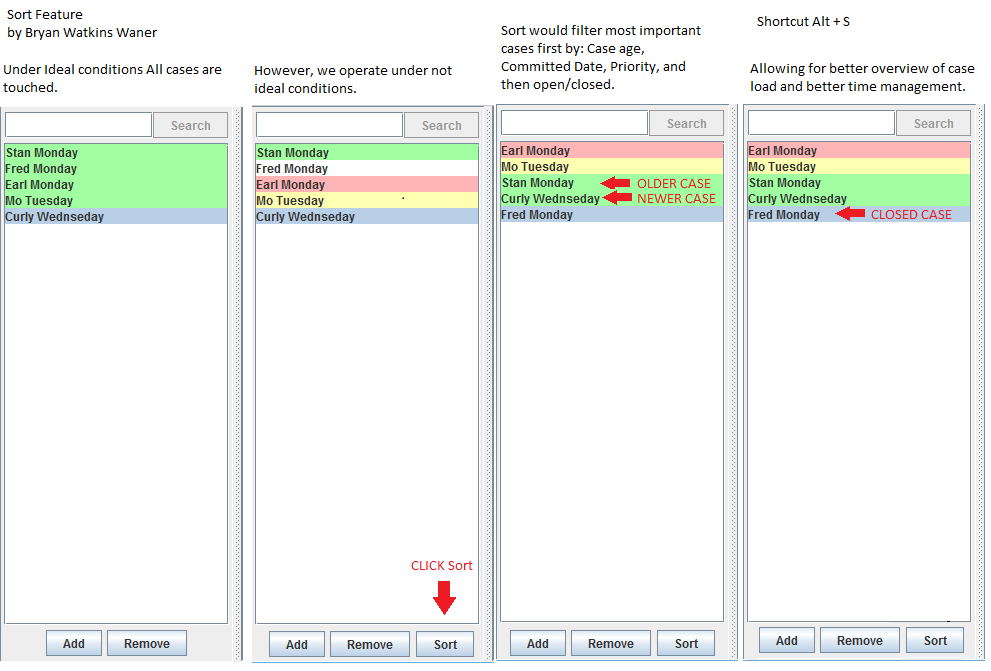 Sort Feature
by Bryan Watkins Waner
Under Ideal conditions All cases are
touched.
Search
Stan Monday
Fred Monday
Earl Monday
Mo Tuesday
Curly Wednseday
Add
Remove
However, we operate under not
ideal conditions.
Search
Stan Monday
Fred Monday
Earl Monday
Mo Tuesday
Curly Wednseday
CLICK Sort
Add
Remove
Sort
Sort would filter most important
cases first by: Case age,
Committed Date, Priority, and
then open/closed.
Search
Earl Monday
Mo Tuesday
Stan Monday OLDER CASE
Curly Wednseday NEWER CASE
Fred Monday
Add
Remove
Sort
Shortcut Alt + S
Allowing for better overview of case
load and better time management.
Search
Earl Monday
Mo Tuesday
Stan Monday
Curly Wednseday
Fred Monday CLOSED CASE
Add
Remove
Sort